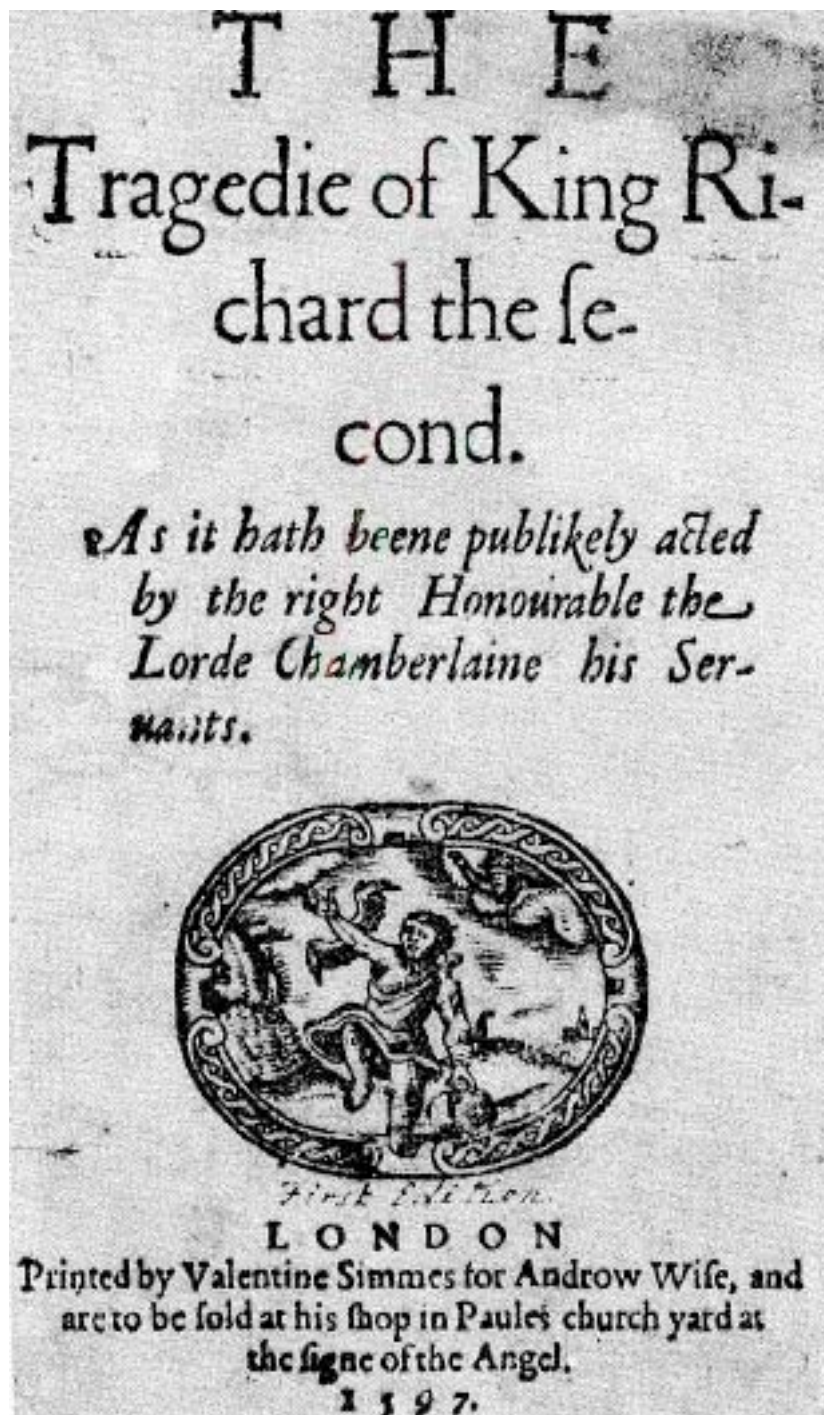 THE
Tragedie of King Ri-
chard the ſe-
cond.
As it hath beene publikely acted
by the right Honourable the
Lorde Chamberlaine his Ser-
uants.
First Edition.
LONDON
Printed by Valentine Simmes for Androw Wiſe, and
are to be ſold at his ſhop in Paules church yard at
the ſigne of the Angel.
1597.